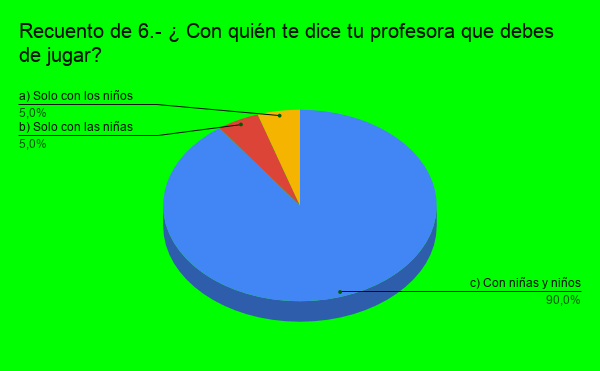 Recuento de 6.- ¿ Con quién te dice tu profesora que debes
de jugar?
a) Solo con los niños
5,0%
b) Solo con las niñas
5,0%
c) Con niñas y niños
90,0%